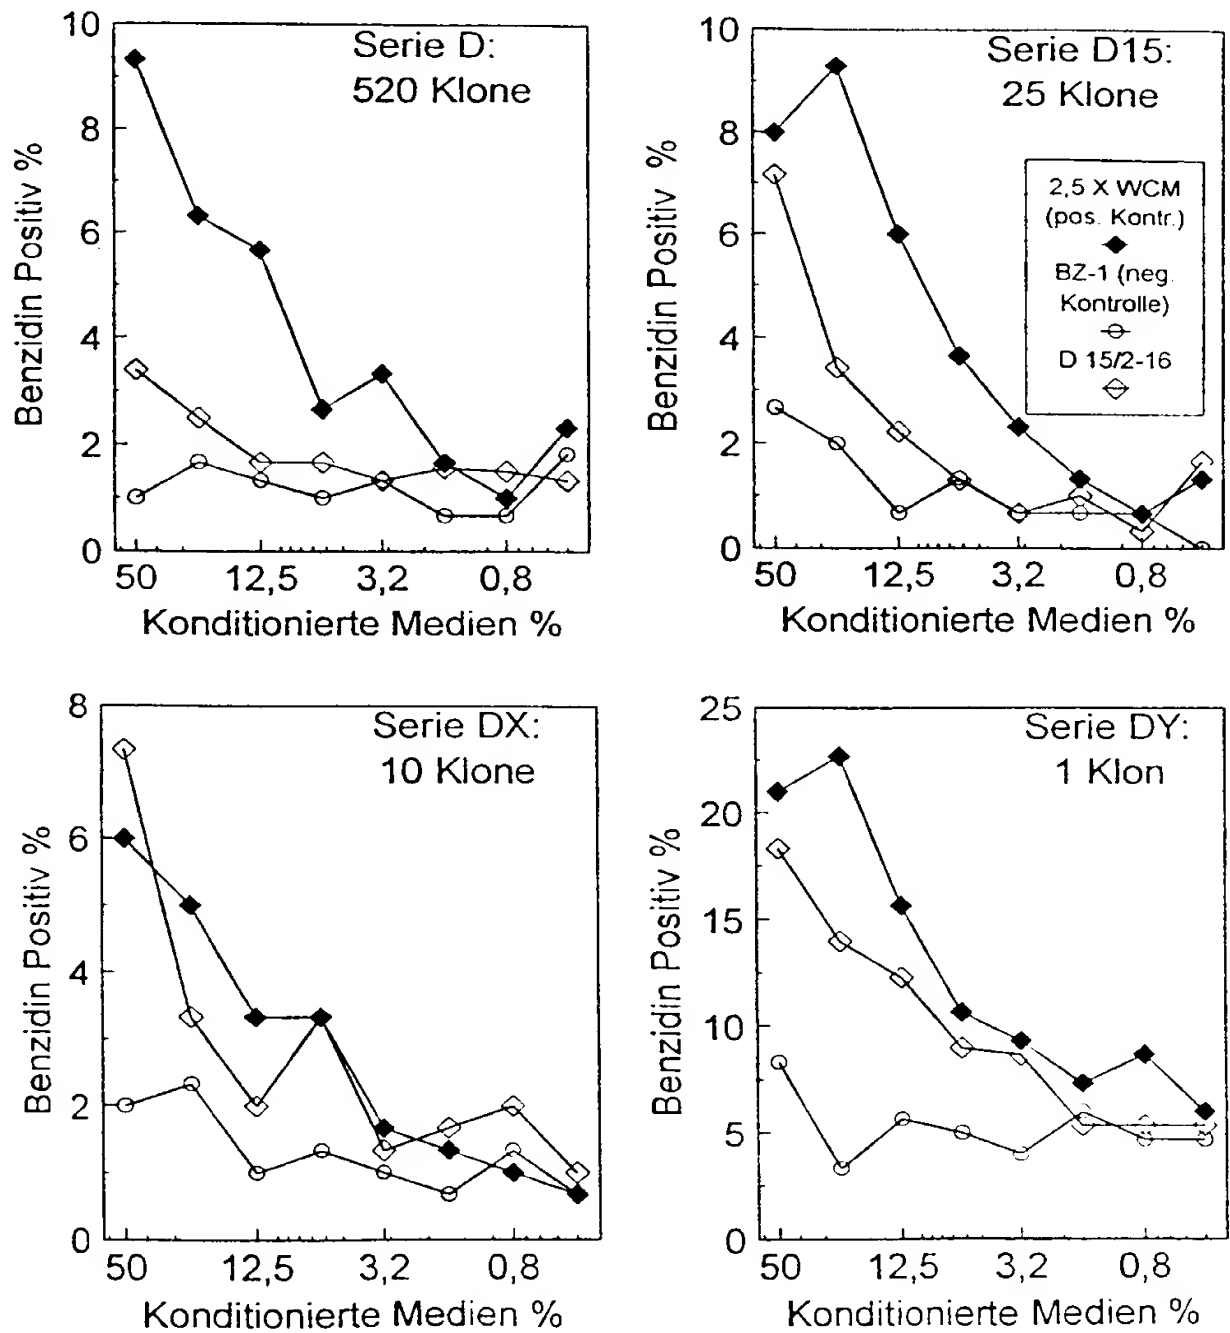 Serie D:
520 Klone
Benzidin Positiv %
10
8
6
4
2
0
50 12,5 3,2 0,8
Konditionierte Medien %
Serie D15:
25 Klone
Benzidin Positiv %
10
8
6
4
2
0
2,5 X WCM
(pos. Kontr.)
BZ-1 (neg.
Kontrolle)
D 15/2-16
50 12,5 3,2 0,8
Konditionierte Medien %
Serie DX:
10 Klone
Benzidin Positiv %
8
6
4
2
0
50 12,5 3,2 0,8
Konditionierte Medien %
Serie DY:
1 Klon
Benzidin Positiv %
25
20
15
10
5
0
50 12,5 3,2 0,8
Konditionierte Medien %